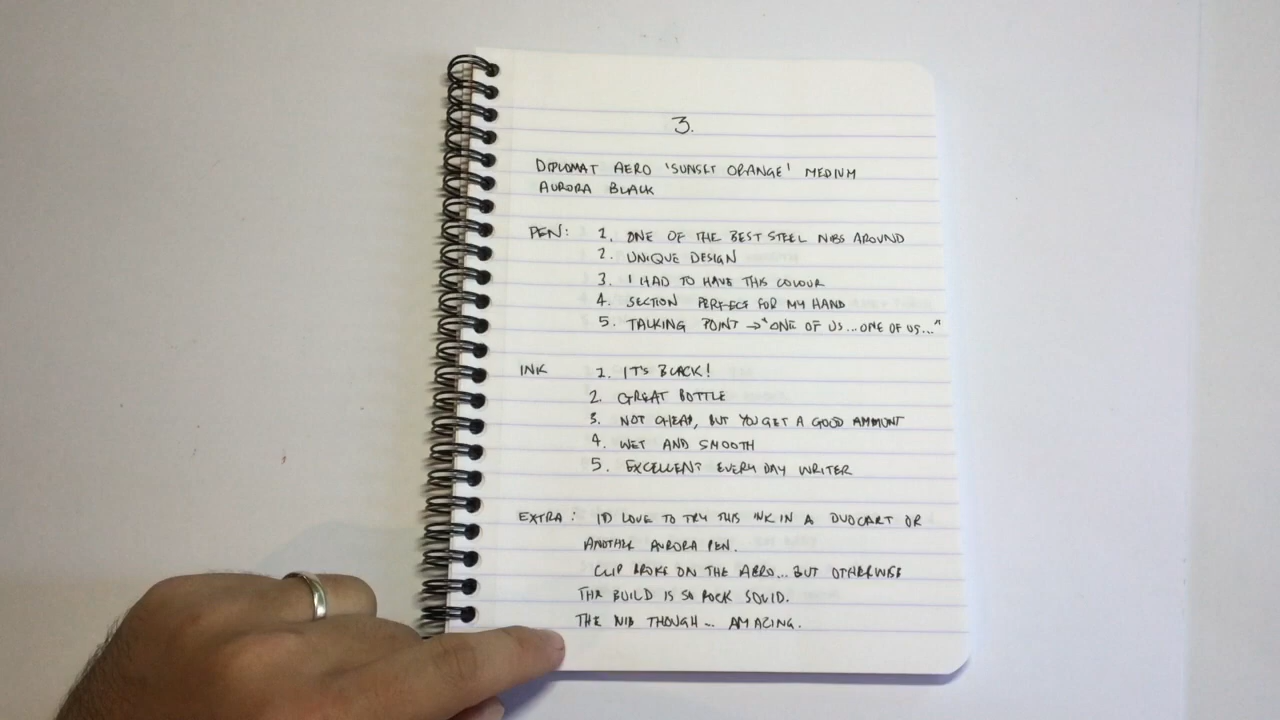 3.
DIPLOMAT AERO 'SUNSET ORANGE' MEDIUM
AURORA BLACK
PEN: 1. ONE OF THE BEST STEEL NIBS AROUND
2. UNIQUE DESIGN
3. I HAD TO HAVE THIS COLOUR
4. SECTION PERFECT FOR MY HAND
5. TALKING POINT → "ONE OF US...ONE OF US..."
INK 1. IT'S BLACK!
2. GREAT BOTTLE
3. NOT CHEAP, BUT YOU GET A GOOD AMMUNT
4. WET AND SMOOTH
5. EXCELLENT EVERY DAY WRITER
EXTRA: I'D LOVE TO TRY THIS INK IN A DUOCART OR
ANOTHER AURORA PEN.
CLIP BROKE ON THE AERO... BUT OTHERWISE
THE BUILD IS SO ROCK SOLID.
THE NIB THOUGH... AMAZING.